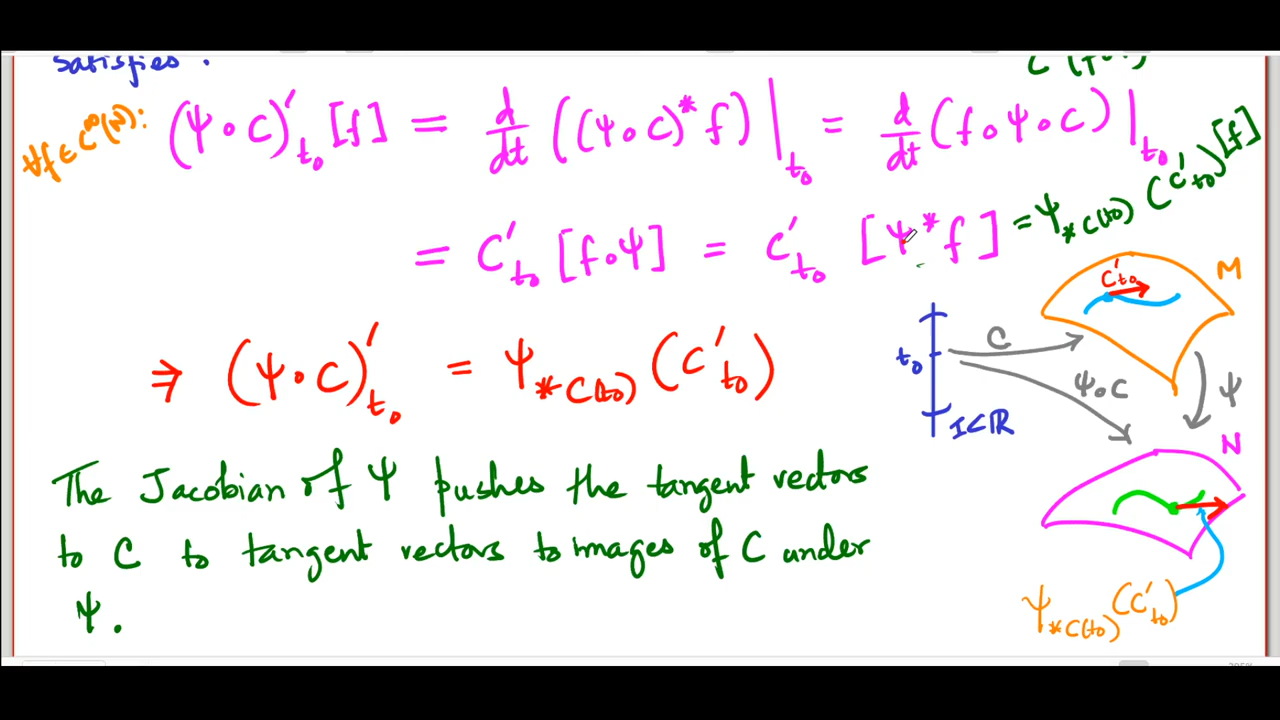 satisfies :
∀f∈C^∞(N): (Ψ∘C)'_{t₀}[f] = d/dt((Ψ∘C)^* f)|_{t₀} = d/dt(f∘Ψ∘C)|_{t₀}
= C'_{t₀}[f∘Ψ] = C'_{t₀}[Ψ^* f] = Ψ_{*C(t₀)}(C'_{t₀})[f]
⇒ (Ψ∘C)'_{t₀} = Ψ_{*C(t₀)}(C'_{t₀})
The Jacobian of Ψ pushes the tangent vectors
to C to tangent vectors to images of C under
Ψ.
C'_{t₀}
M
C
t₀
Ψ∘C
Ψ
I⊂ℝ
N
Ψ_{*C(t₀)}(C'_{t₀})